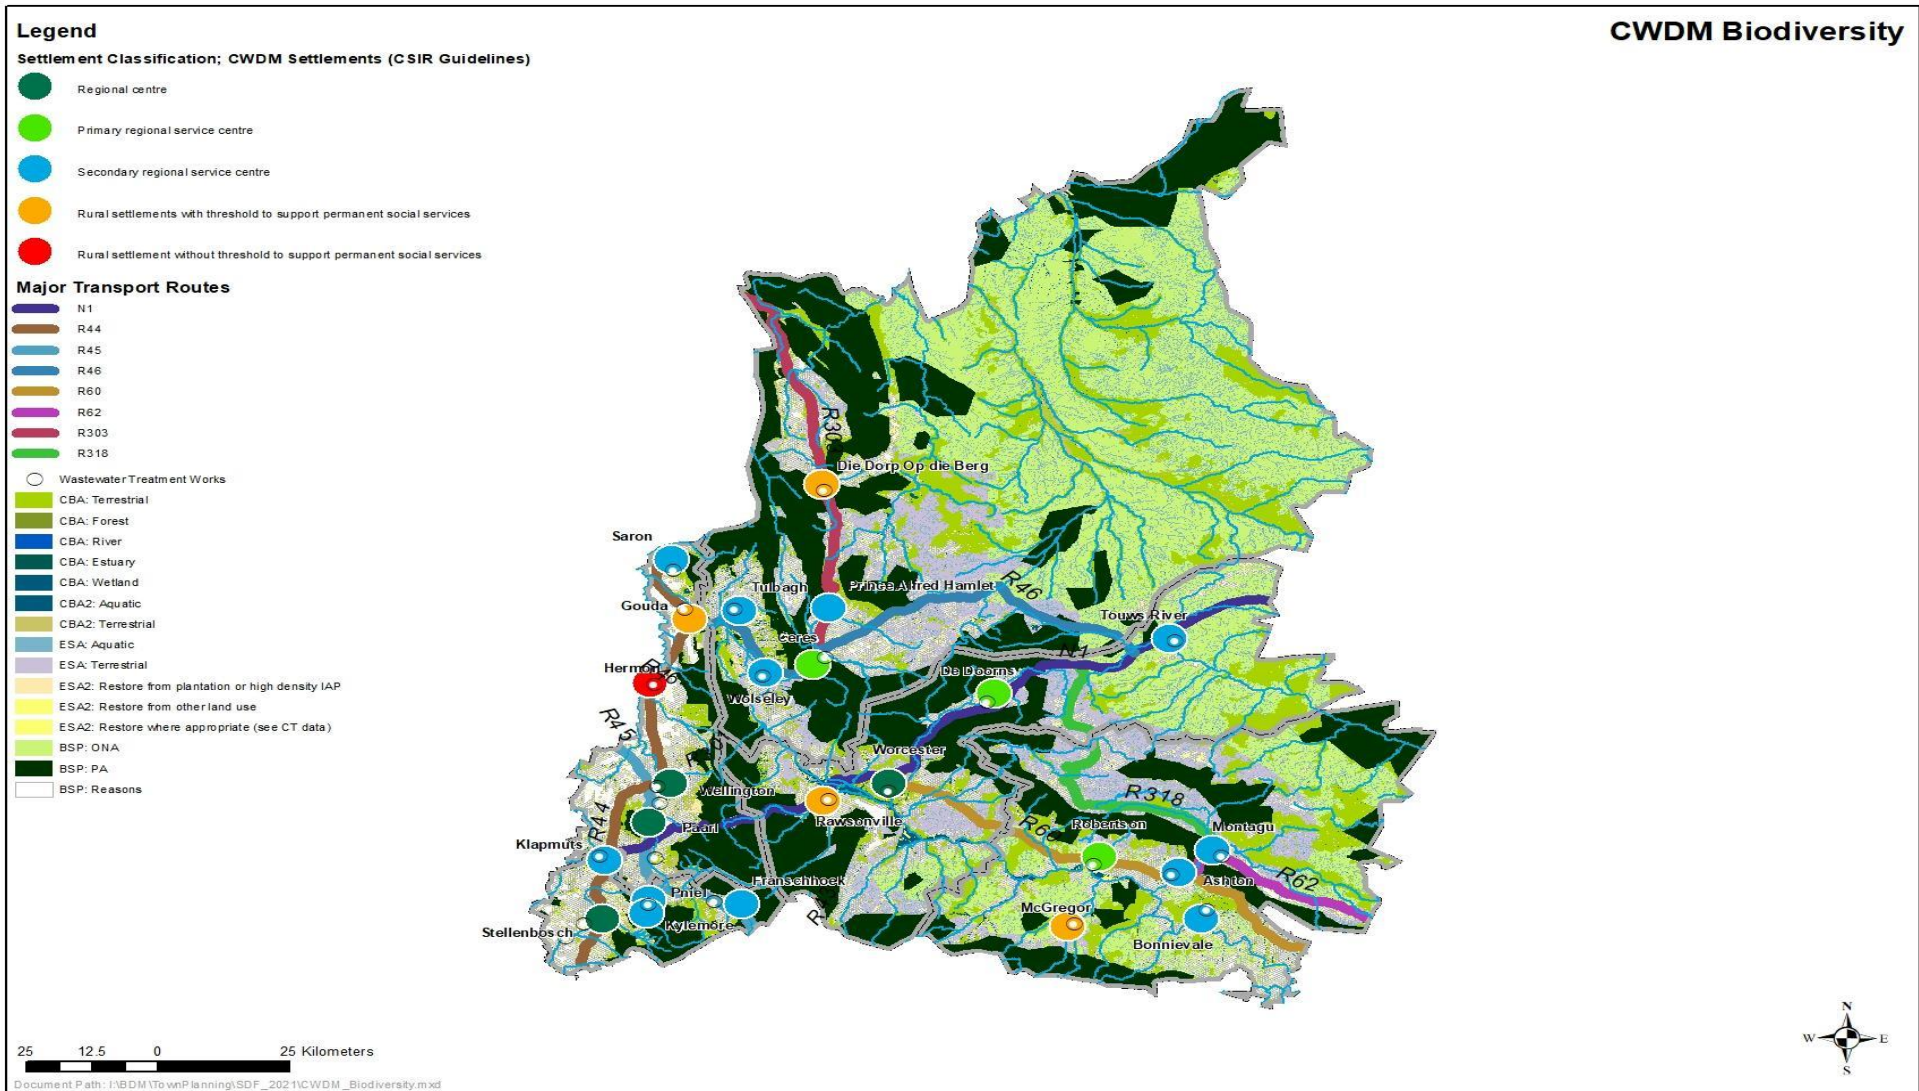 CWDM Biodiversity
Legend
Settlement Classification; CWDM Settlements (CSIR Guidelines)
Regional centre
Primary regional service centre
Secondary regional service centre
Rural settlements with threshold to support permanent social services
Rural settlement without threshold to support permanent social services
Major Transport Routes
N1
R44
R45
R46
R60
R62
R303
R318
Wastewater Treatment Works
CBA: Terrestrial
CBA: Forest
CBA: River
CBA: Estuary
CBA: Wetland
CBA2: Aquatic
CBA2: Terrestrial
ESA: Aquatic
ESA: Terrestrial
ESA2: Restore from plantation or high density IAP
ESA2: Restore from other land use
ESA2: Restore where appropriate (see CT data)
BSP: ONA
BSP: PA
BSP: Reasons
Die Dorp Op die Berg
Saron
Tulbagh
Prince Alfred Hamlet
R46
Gouda
Touws River
Ceres
N1
Hermon
De Doorns
Wolseley
R45
Worcester
Wellington
R318
R44
Rawsonville
Paarl
Robertson
Montagu
Klapmuts
Franschhoek
Pniel
Ashton
R62
McGregor
Kylemore
Stellenbosch
Bonnievale
N
W
E
S
25
12.5
0
25 Kilometers
Document Path: I:\BDM\TownPlanning\SDF_2021\CWDM_Biodiversity.mxd